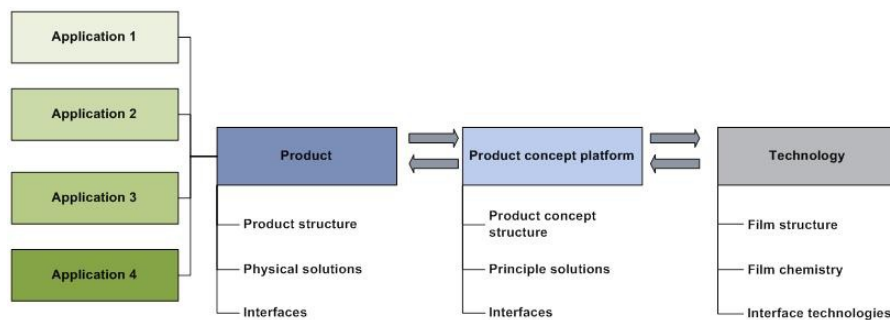 Application 1
Application 2
Application 3
Application 4
Product
Product structure
Physical solutions
Interfaces
Product concept platform
Product concept
structure
Principle solutions
Interfaces
Technology
Film structure
Film chemistry
Interface technologies